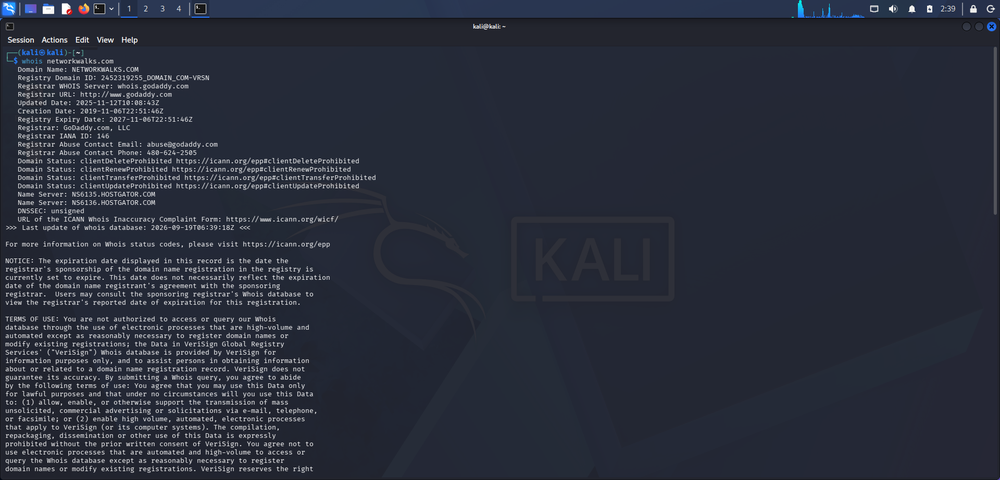 1 2 3 4 2:39
kali@kali: ~
Session Actions Edit View Help
┌──(kali㉿kali)-[~]
└─$ whois networkwalks.com
Domain Name: NETWORKWALKS.COM
Registry Domain ID: 2452319255_DOMAIN_COM-VRSN
Registrar WHOIS Server: whois.godaddy.com
Registrar URL: http://www.godaddy.com
Updated Date: 2025-11-12T10:08:43Z
Creation Date: 2019-11-06T22:51:46Z
Registry Expiry Date: 2027-11-06T22:51:46Z
Registrar: GoDaddy.com, LLC
Registrar IANA ID: 146
Registrar Abuse Contact Email: abuse@godaddy.com
Registrar Abuse Contact Phone: 480-624-2505
Domain Status: clientDeleteProhibited https://icann.org/epp#clientDeleteProhibited
Domain Status: clientRenewProhibited https://icann.org/epp#clientRenewProhibited
Domain Status: clientTransferProhibited https://icann.org/epp#clientTransferProhibited
Domain Status: clientUpdateProhibited https://icann.org/epp#clientUpdateProhibited
Name Server: NS6135.HOSTGATOR.COM
Name Server: NS6136.HOSTGATOR.COM
DNSSEC: unsigned
URL of the ICANN Whois Inaccuracy Complaint Form: https://www.icann.org/wicf/
>>> Last update of whois database: 2026-09-19T06:39:18Z <<<
For more information on Whois status codes, please visit https://icann.org/epp
NOTICE: The expiration date displayed in this record is the date the
registrar's sponsorship of the domain name registration in the registry is
currently set to expire. This date does not necessarily reflect the expiration
date of the domain name registrant's agreement with the sponsoring
registrar.  Users may consult the sponsoring registrar's Whois database to
view the registrar's reported date of expiration for this registration.
TERMS OF USE: You are not authorized to access or query our Whois
database through the use of electronic processes that are high-volume and
automated except as reasonably necessary to register domain names or
modify existing registrations; the Data in VeriSign Global Registry
Services' ("VeriSign") Whois database is provided by VeriSign for
information purposes only, and to assist persons in obtaining information
about or related to a domain name registration record. VeriSign does not
guarantee its accuracy. By submitting a Whois query, you agree to abide
by the following terms of use: You agree that you may use this Data only
for lawful purposes and that under no circumstances will you use this Data
to: (1) allow, enable, or otherwise support the transmission of mass
unsolicited, commercial advertising or solicitations via e-mail, telephone,
or facsimile; or (2) enable high volume, automated, electronic processes
that apply to VeriSign (or its computer systems). The compilation,
repackaging, dissemination or other use of this Data is expressly
prohibited without the prior written consent of VeriSign. You agree not to
use electronic processes that are automated and high-volume to access or
query the Whois database except as reasonably necessary to register
domain names or modify existing registrations. VeriSign reserves the right
KALI